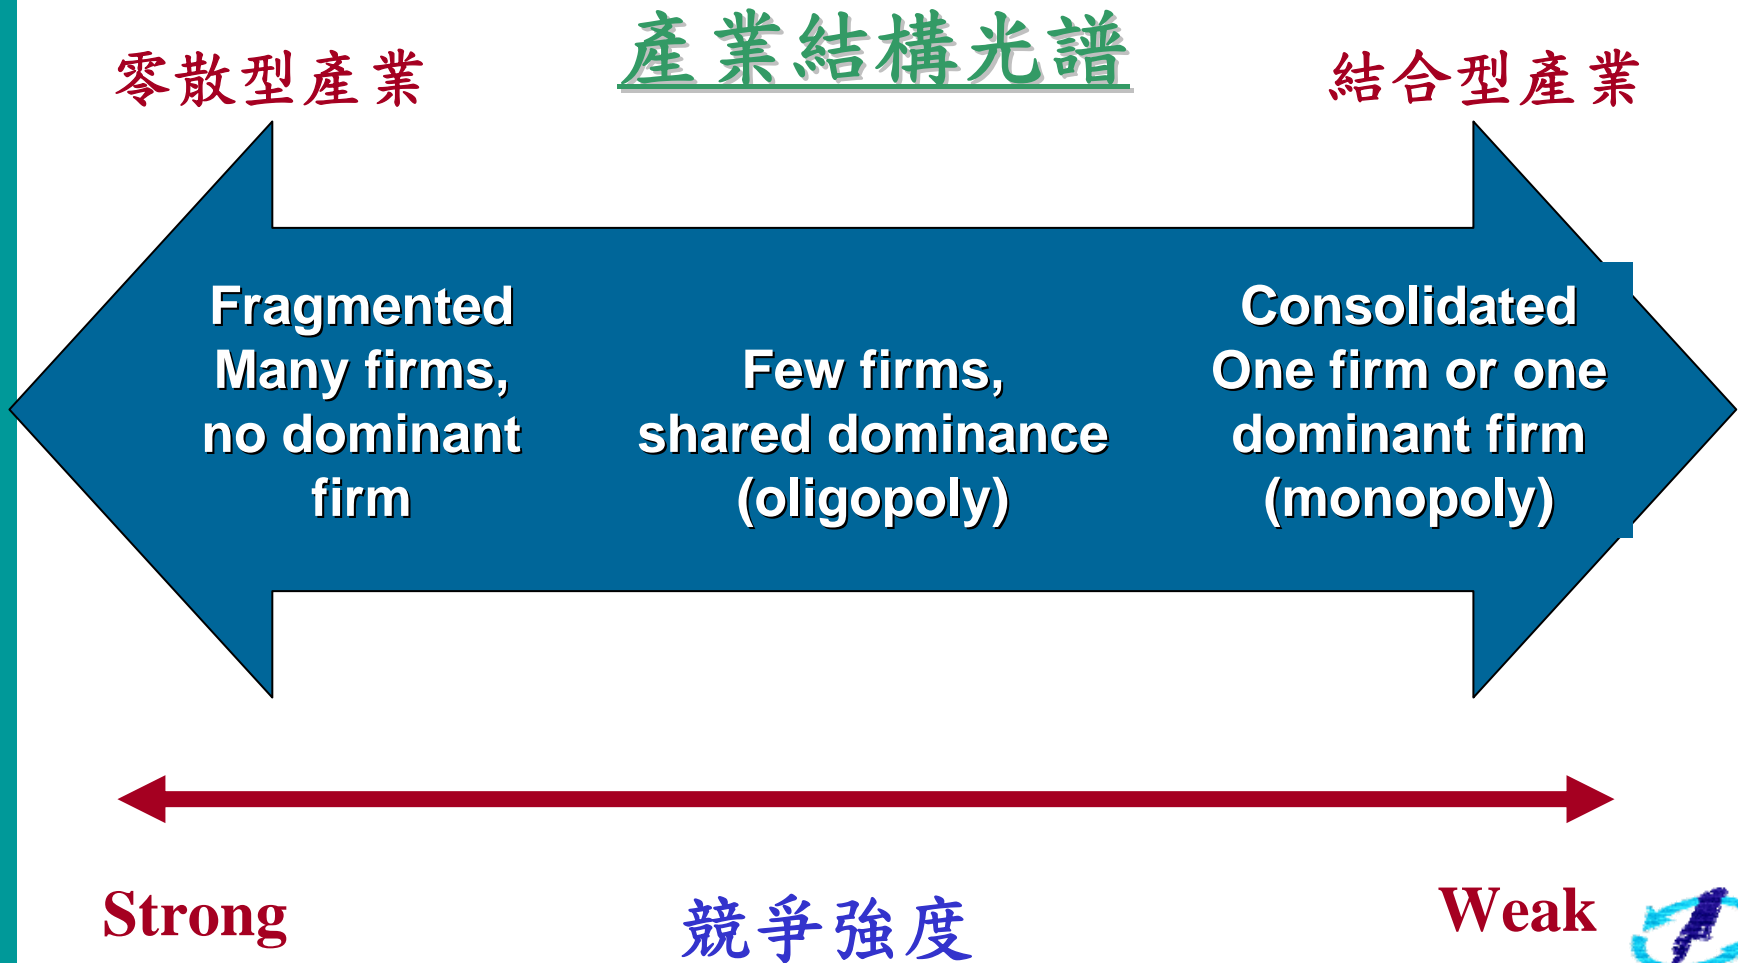 產業結構光譜
零散型產業
結合型產業
Fragmented
Many firms,
no dominant
firm
Few firms,
shared dominance
(oligopoly)
Consolidated
One firm or one
dominant firm
(monopoly)
Strong
競爭強度
Weak